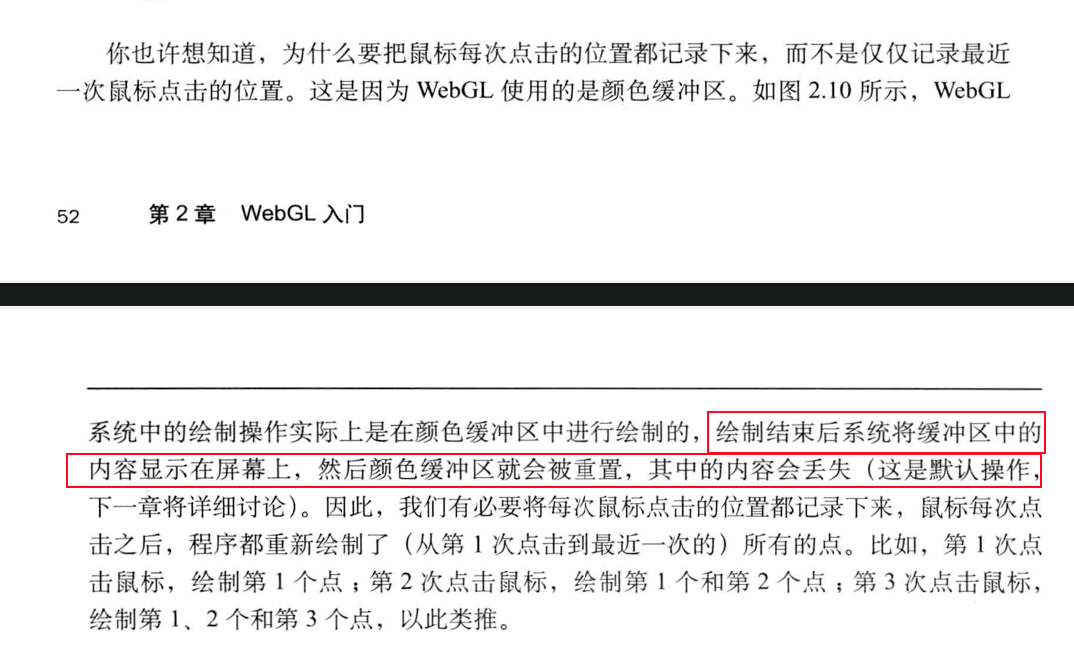 你也许想知道，为什么要把鼠标每次点击的位置都记录下来，而不是仅仅记录最近
一次鼠标点击的位置。这是因为 WebGL 使用的是颜色缓冲区。如图 2.10 所示，WebGL
52 第 2 章 WebGL 入门
系统中的绘制操作实际上是在颜色缓冲区中进行绘制的，绘制结束后系统将缓冲区中的
内容显示在屏幕上，然后颜色缓冲区就会被重置，其中的内容会丢失（这是默认操作，
下一章将详细讨论）。因此，我们有必要将每次鼠标点击的位置都记录下来，鼠标每次点
击之后，程序都重新绘制了（从第 1 次点击到最近一次的）所有的点。比如，第 1 次点
击鼠标，绘制第 1 个点；第 2 次点击鼠标，绘制第 1 个和第 2 个点；第 3 次点击鼠标，
绘制第 1、2 个和第 3 个点，以此类推。